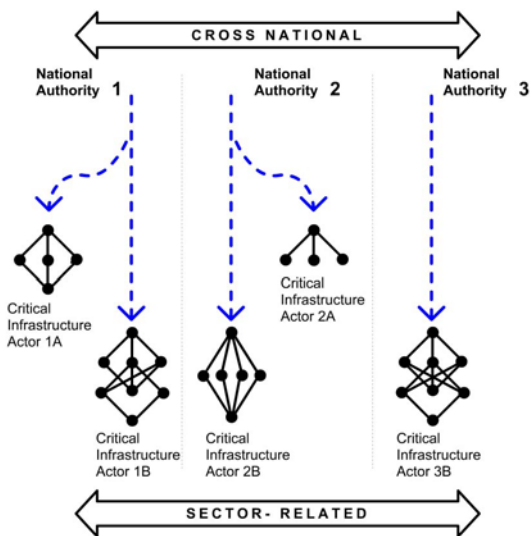 CROSS NATIONAL
National
Authority 1
National
Authority 2
National
Authority 3
Critical
Infrastructure
Actor 1A
Critical
Infrastructure
Actor 2A
Critical
Infrastructure
Actor 1B
Critical
Infrastructure
Actor 2B
Critical
Infrastructure
Actor 3B
SECTOR- RELATED